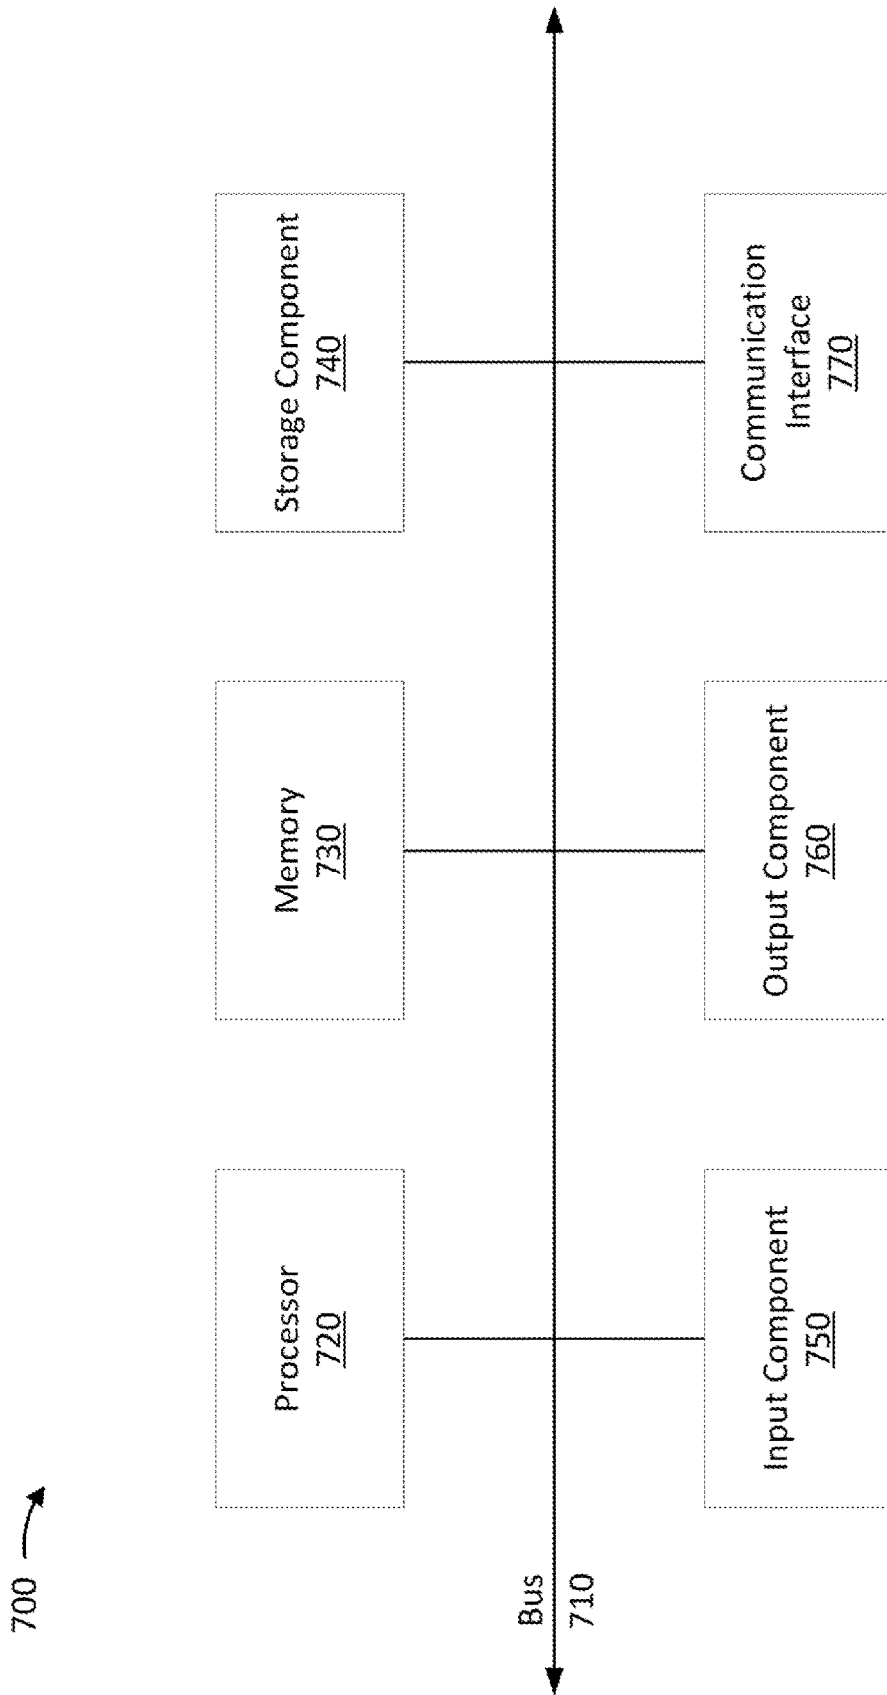 700
Processor
720
Memory
730
Storage Component
740
Bus
710
Input Component
750
Output Component
760
Communication
Interface
770